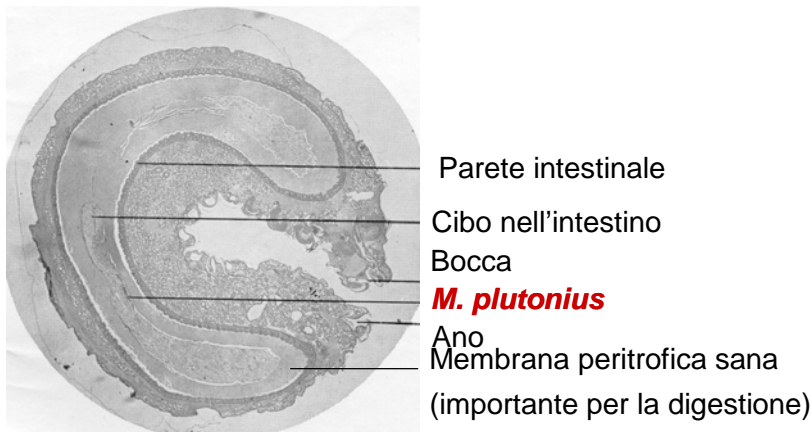 Parete intestinale
Cibo nell'intestino
Bocca
M. plutonius
Ano
Membrana peritrofica sana
(importante per la digestione)